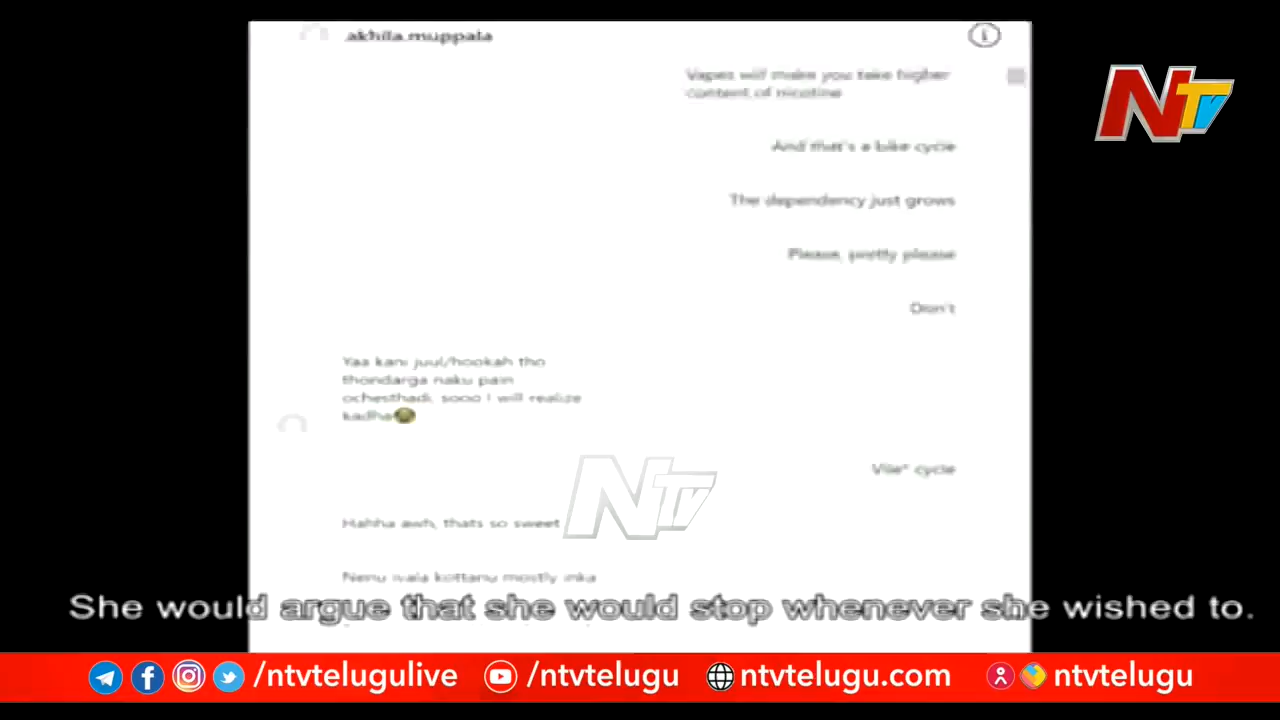 akhila.muppala
Vapes will make you take higher
content of nicotine
And that's a bike cycle
The dependency just grows
Please, pretty please
Don't
Yaa kani juul/hookah tho
thondarga naku pain
ochesthadi, sooo I will realize
kadha
Vile* cycle
Hahha awh, thats so sweet
Nenu ivala kottanu mostly inka
She would argue that she would stop whenever she wished to.
NTV
NTV
/ntvtelugulive
/ntvtelugu
ntvtelugu.com
ntvtelugu